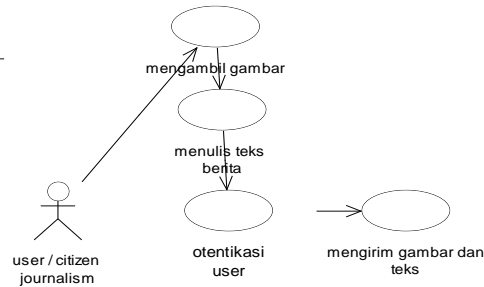 mengambil gambar
menulis teks
berita
otentikasi
user
mengirim gambar dan
teks
user / citizen
journalism